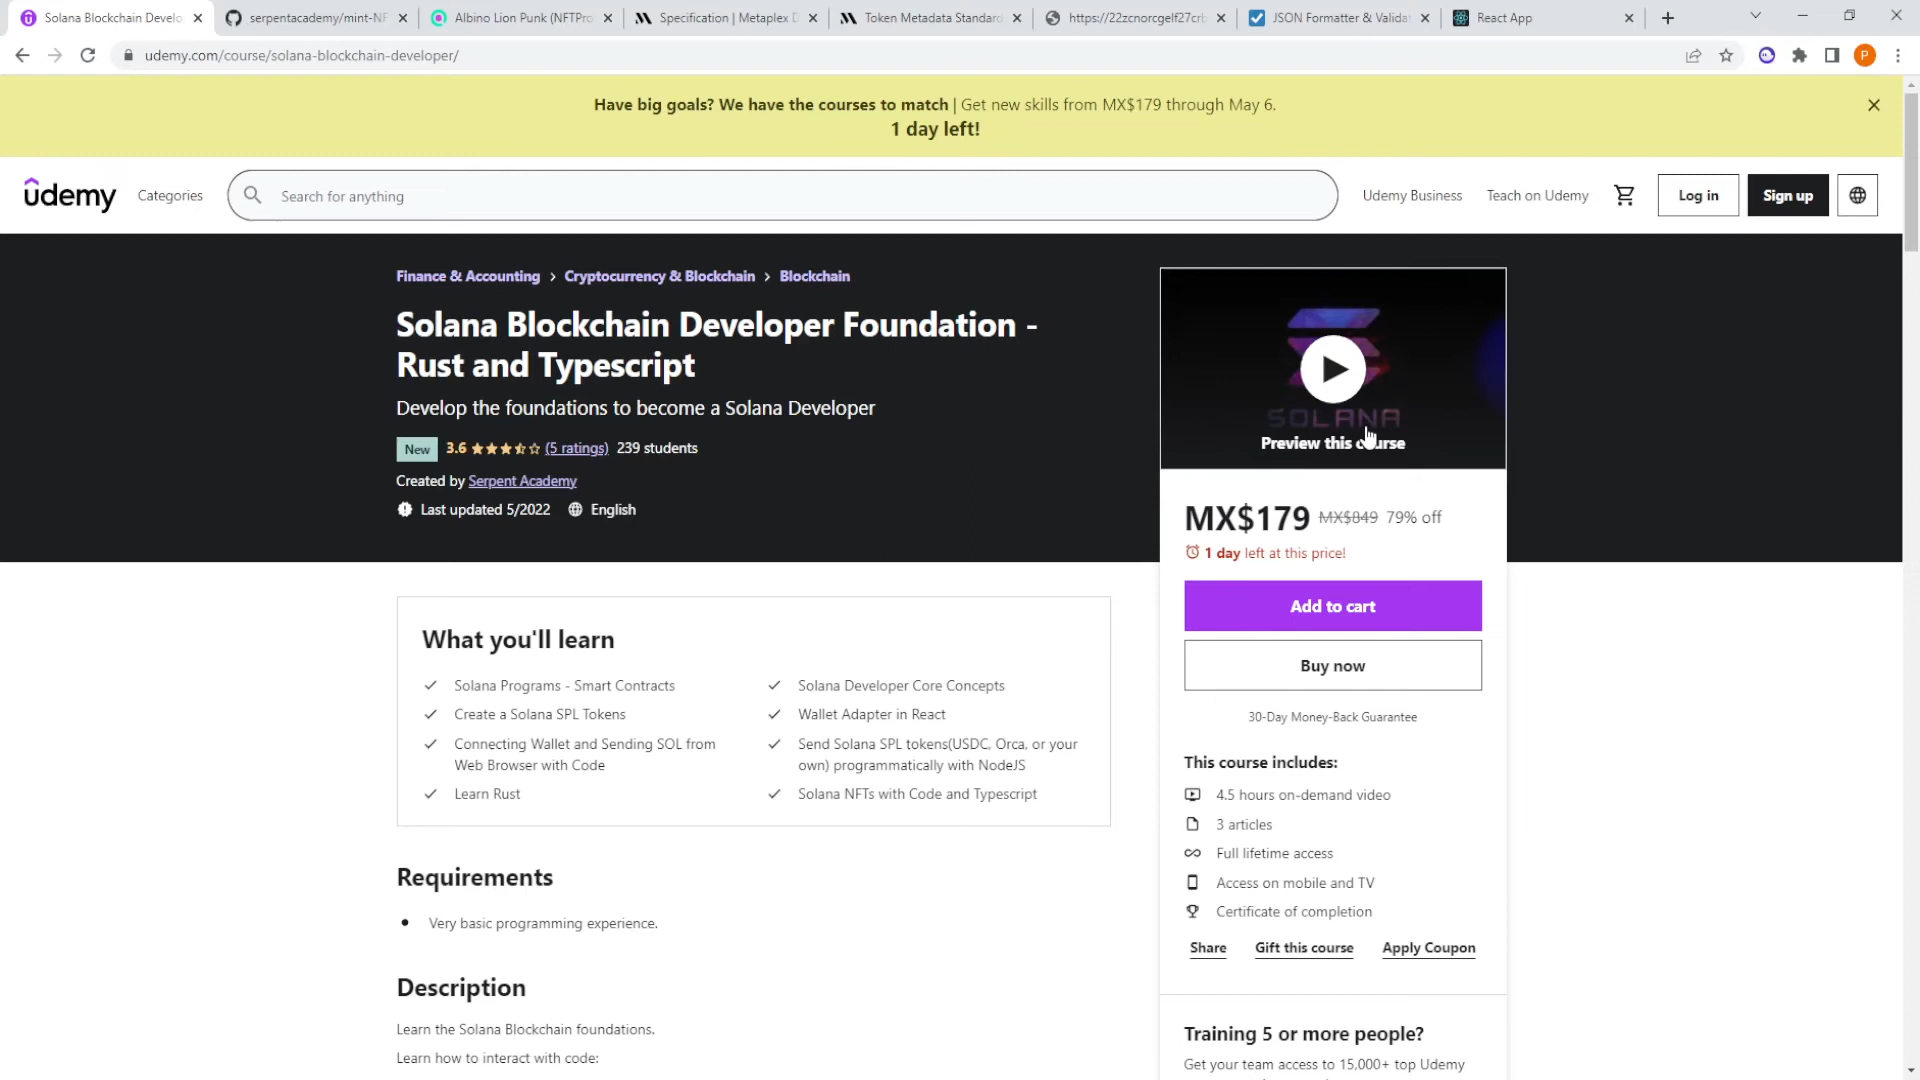 Solana Blockchain Develo
serpentacademy/mint-NF
Albino Lion Punk (NFTPro
Specification | Metaplex D
Token Metadata Standard
https://22zcnorcgelf27crb
JSON Formatter & Valida
React App
udemy.com/course/solana-blockchain-developer/
P
Have big goals? We have the courses to match | Get new skills from MX$179 through May 6.
1 day left!
udemy
Categories
Search for anything
Udemy Business
Teach on Udemy
Log in
Sign up
Finance & Accounting > Cryptocurrency & Blockchain > Blockchain
Solana Blockchain Developer Foundation -
Rust and Typescript
Develop the foundations to become a Solana Developer
New 3.6 (5 ratings) 239 students
Created by Serpent Academy
Last updated 5/2022 English
SOLANA
Preview this course
MX$179 MX$849 79% off
1 day left at this price!
Add to cart
Buy now
30-Day Money-Back Guarantee
This course includes:
4.5 hours on-demand video
3 articles
Full lifetime access
Access on mobile and TV
Certificate of completion
Share Gift this course Apply Coupon
Training 5 or more people?
Get your team access to 15,000+ top Udemy
What you'll learn
Solana Programs - Smart Contracts
Create a Solana SPL Tokens
Connecting Wallet and Sending SOL from
Web Browser with Code
Learn Rust
Solana Developer Core Concepts
Wallet Adapter in React
Send Solana SPL tokens(USDC, Orca, or your
own) programmatically with NodeJS
Solana NFTs with Code and Typescript
Requirements
Very basic programming experience.
Description
Learn the Solana Blockchain foundations.
Learn how to interact with code: